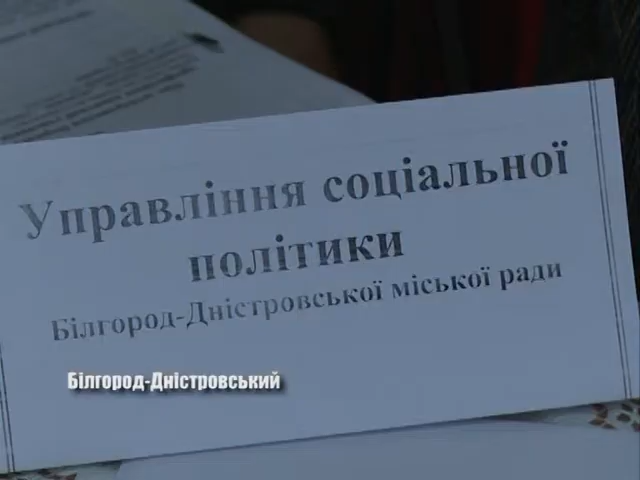 Управління соціальної
політики
Білгород-Дністровської міської ради
Білгород-Дністровський